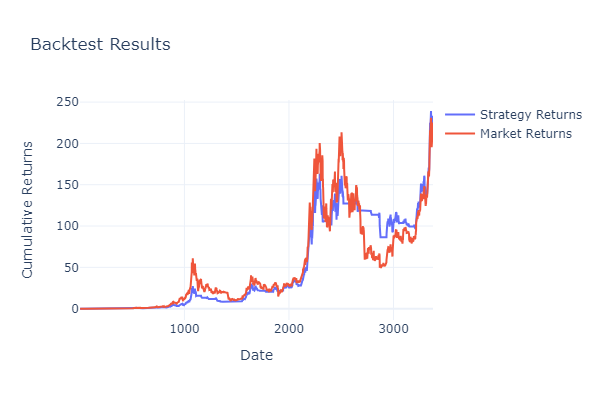 Backtest Results
Strategy Returns
Market Returns
Cumulative Returns
250
200
150
100
50
0
1000
2000
3000
Date